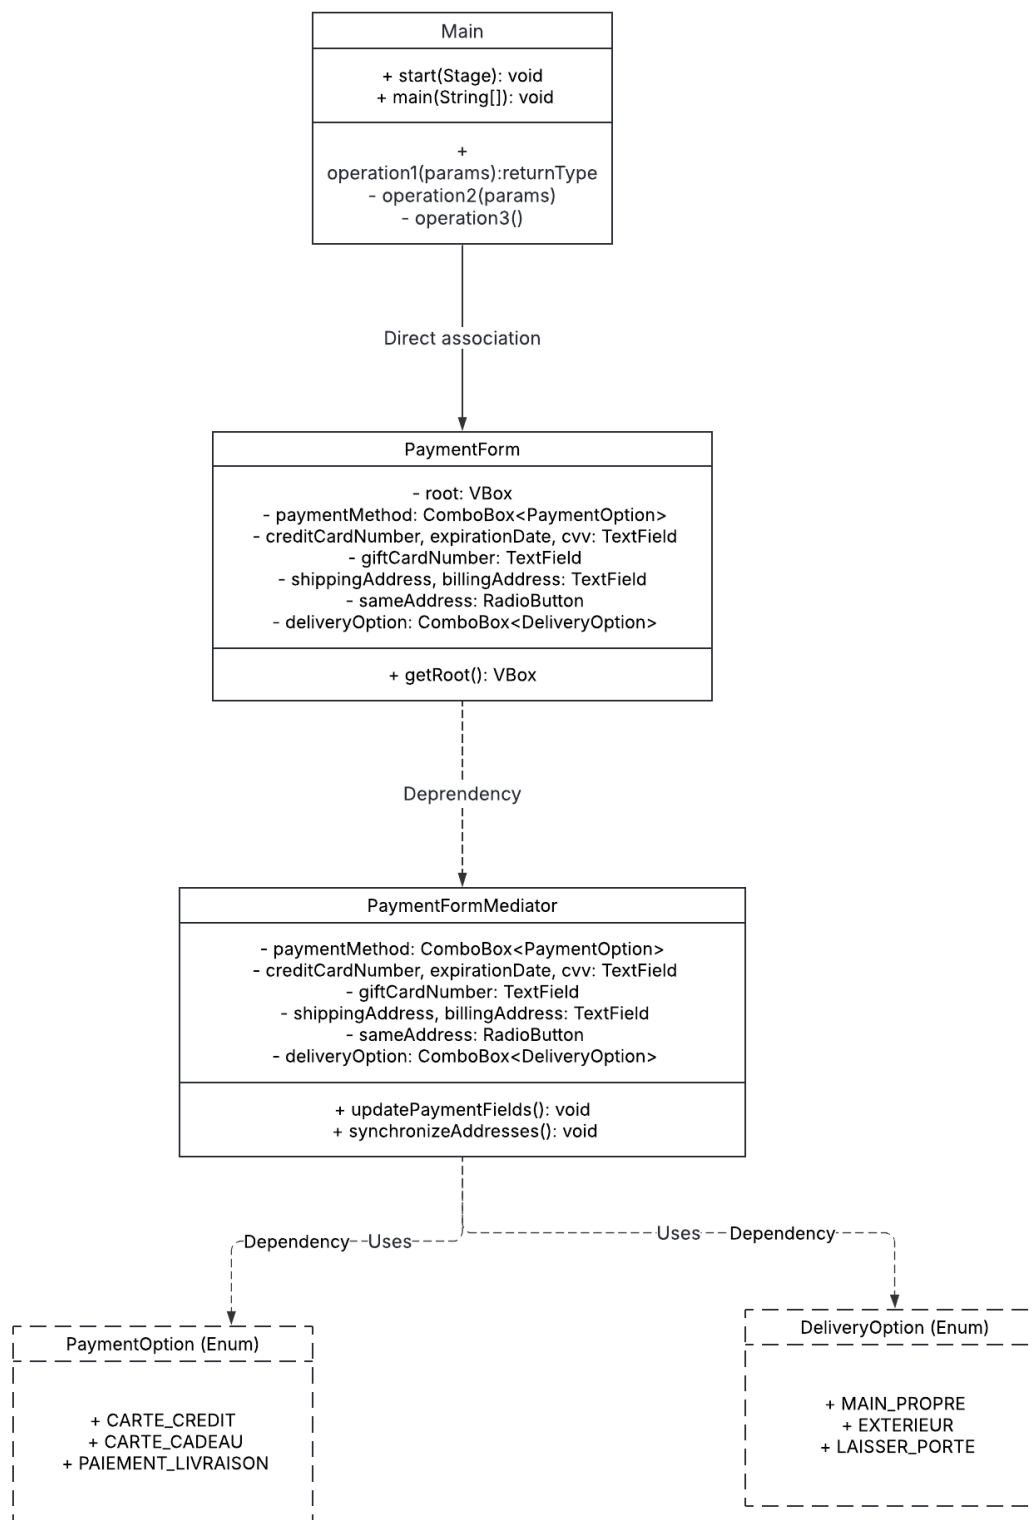 Main
+ start(Stage): void
+ main(String[]): void
+
operation1(params):returnType
- operation2(params)
- operation3()
Direct association
PaymentForm
- root: VBox
- paymentMethod: ComboBox<PaymentOption>
- creditCardNumber, expirationDate, cvv: TextField
- giftCardNumber: TextField
- shippingAddress, billingAddress: TextField
- sameAddress: RadioButton
- deliveryOption: ComboBox<DeliveryOption>
+ getRoot(): VBox
Deprendency
PaymentFormMediator
- paymentMethod: ComboBox<PaymentOption>
- creditCardNumber, expirationDate, cvv: TextField
- giftCardNumber: TextField
- shippingAddress, billingAddress: TextField
- sameAddress: RadioButton
- deliveryOption: ComboBox<DeliveryOption>
+ updatePaymentFields(): void
+ synchronizeAddresses(): void
Dependency Uses
Uses Dependency
PaymentOption (Enum)
+ CARTE_CREDIT
+ CARTE_CADEAU
+ PAIEMENT_LIVRAISON
DeliveryOption (Enum)
+ MAIN_PROPRE
+ EXTERIEUR
+ LAISSER_PORTE